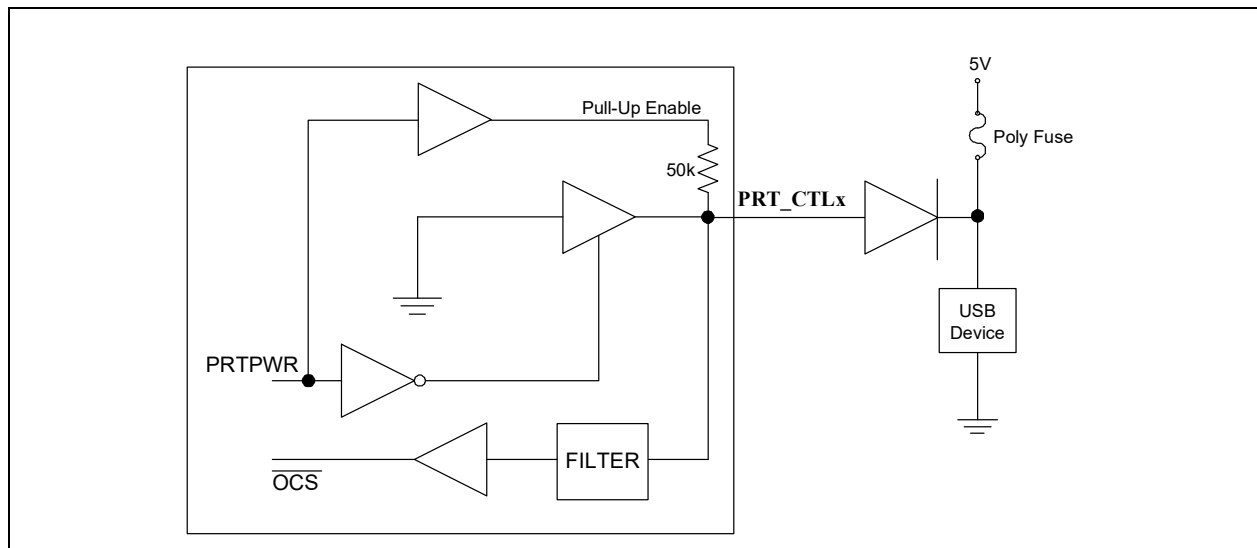 5V
Pull-Up Enable
Poly Fuse
50k
PRT_CTLx
USB
Device
PRTPWR
FILTER
OCS